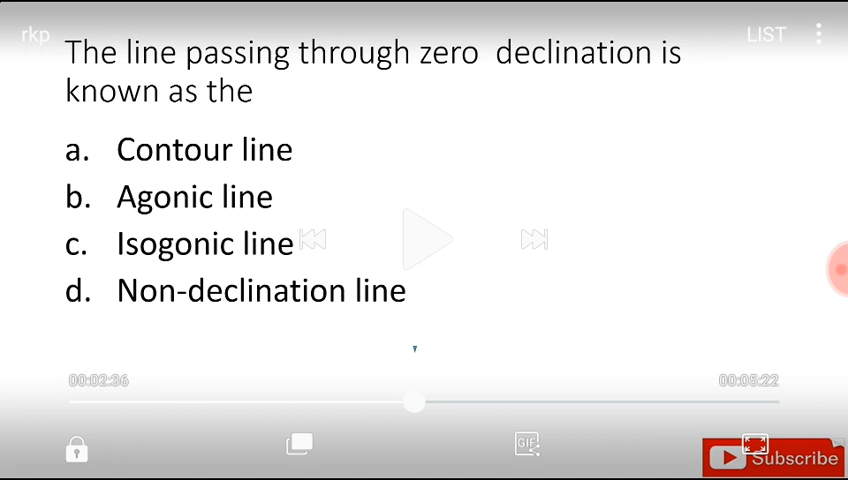 rkp
LIST
The line passing through zero declination is
known as the
a. Contour line
b. Agonic line
c. Isogonic line
d. Non-declination line
00:02:36
00:05:22
GIF
Subscribe